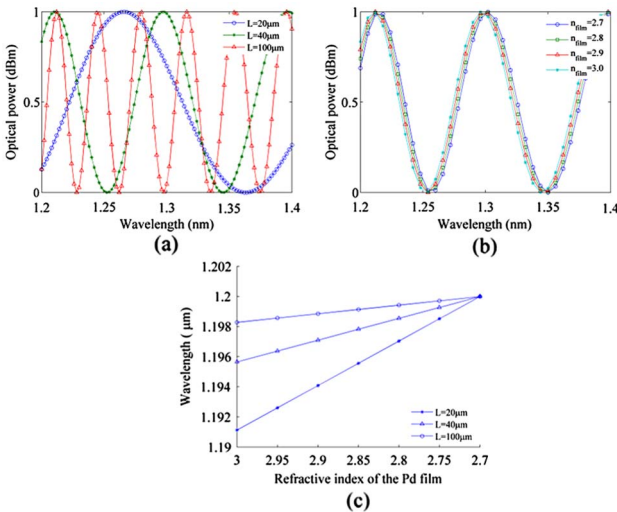 (a)
Optical power (dBm)
1
0.5
0
L=20μm
L=40μm
L=100μm
1.2 1.25 1.3 1.35 1.4
Wavelength (nm)
(b)
Optical power (dBm)
1
0.5
0
n film=2.7
n film=2.8
n film=2.9
n film=3.0
1.2 1.25 1.3 1.35 1.4
Wavelength (nm)
Wavelength ( μm)
1.202
1.2
1.198
1.196
1.194
1.192
1.19
L=20μm
L=40μm
L=100μm
3 2.95 2.9 2.85 2.8 2.75 2.7
Refractive index of the Pd film
(c)